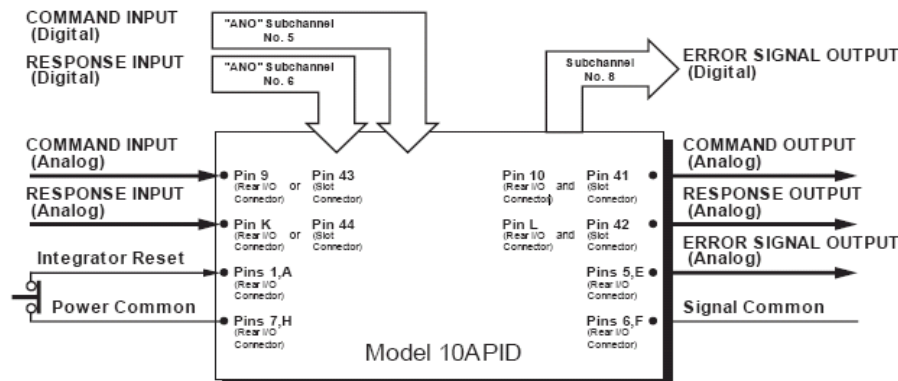 COMMAND INPUT
(Digital)
RESPONSE INPUT
(Digital)
"ANO" Subchannel
No. 5
"ANO" Subchannel
No. 6
Subchannel
No. 8
ERROR SIGNAL OUTPUT
(Digital)
COMMAND INPUT
(Analog)
RESPONSE INPUT
(Analog)
Integrator Reset
Power Common
Pin 9 Pin 43
(Rear I/O or (Slot
Connector) Connector)
Pin K Pin 44
(Rear I/O or (Slot
Connector) Connector)
Pins 1,A
(Rear I/O
Connector)
Pins 7,H
(Rear I/O
Connector)
Pin 10 Pin 41
(Rear I/O and (Slot
Connector) Connector)
Pin L Pin 42
(Rear I/O and (Slot
Connector) Connector)
Pins 5,E
(Rear I/O
Connector)
Pins 6,F
(Rear I/O
Connector)
Model 10APID
COMMAND OUTPUT
(Analog)
RESPONSE OUTPUT
(Analog)
ERROR SIGNAL OUTPUT
(Analog)
Signal Common